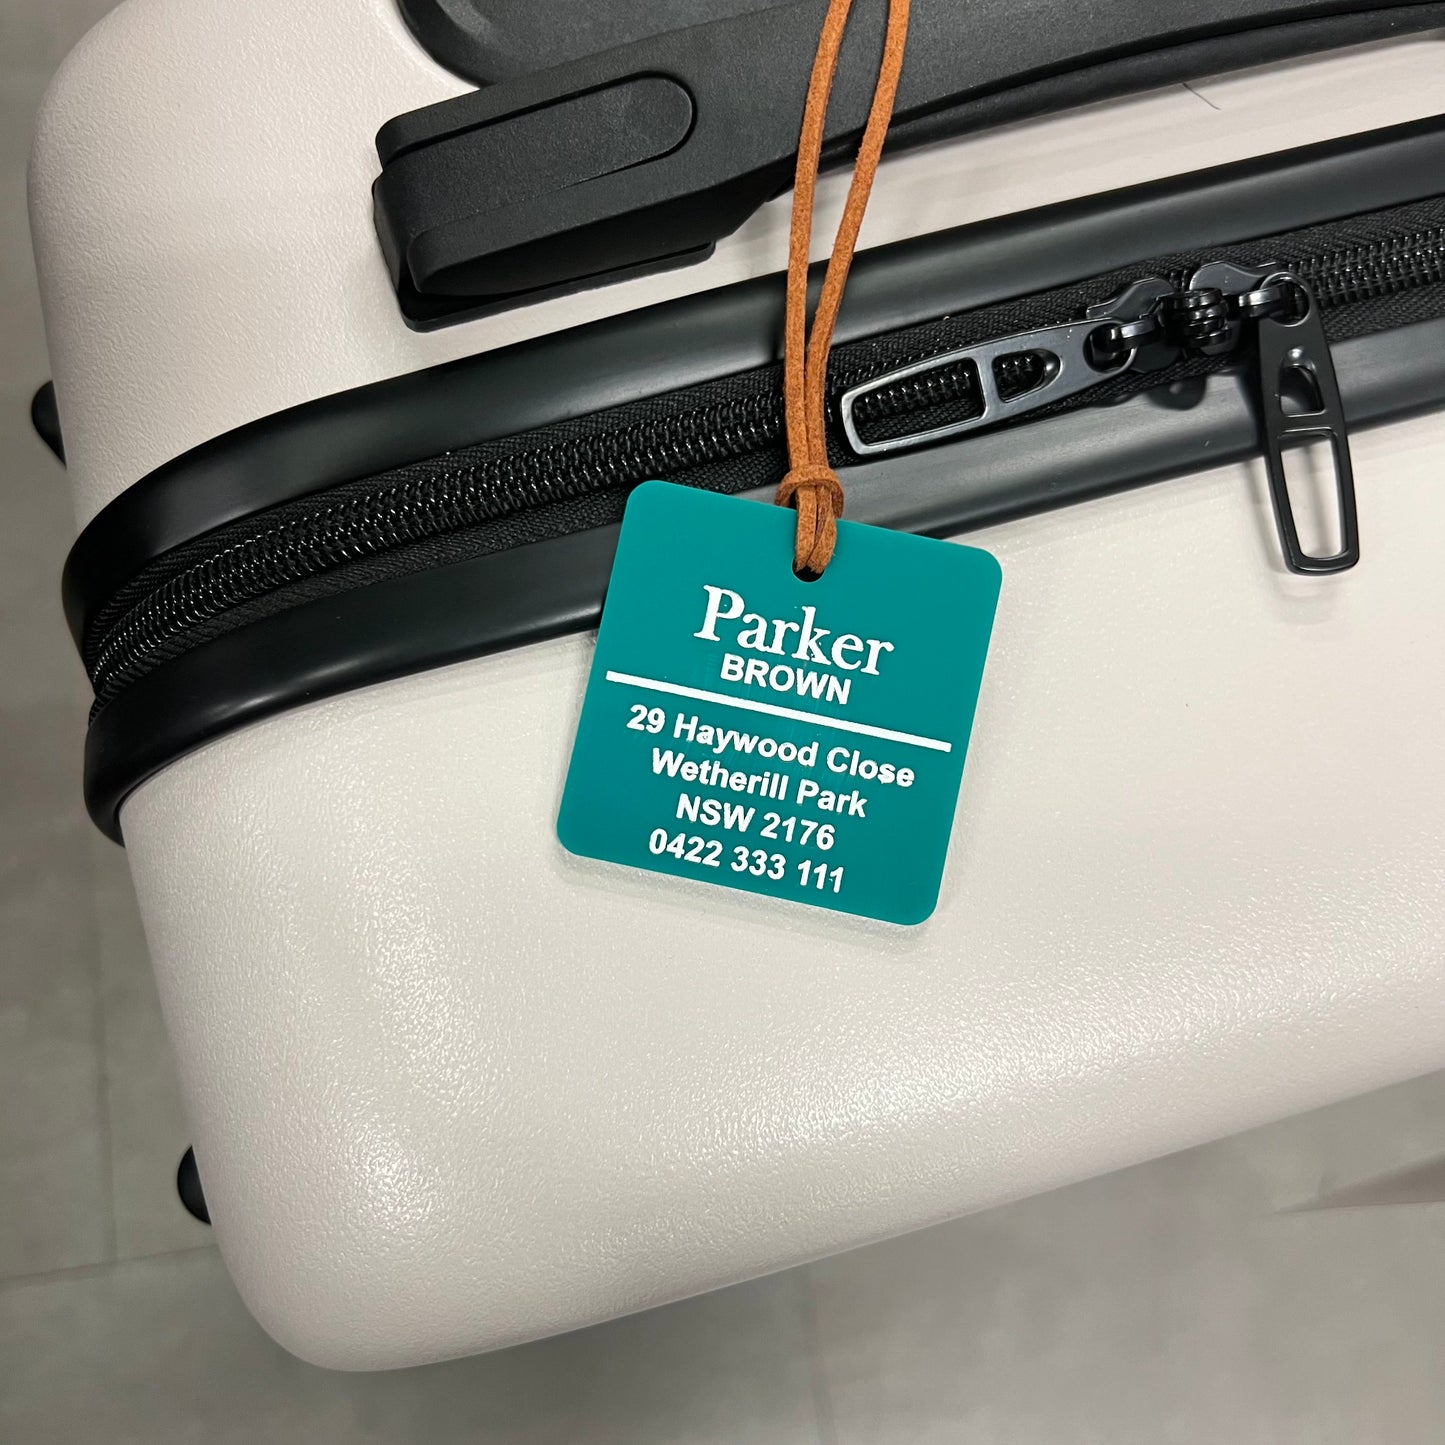 Parker
BROWN
29 Haywood Close
Wetherill Park
NSW 2176
0422 333 111